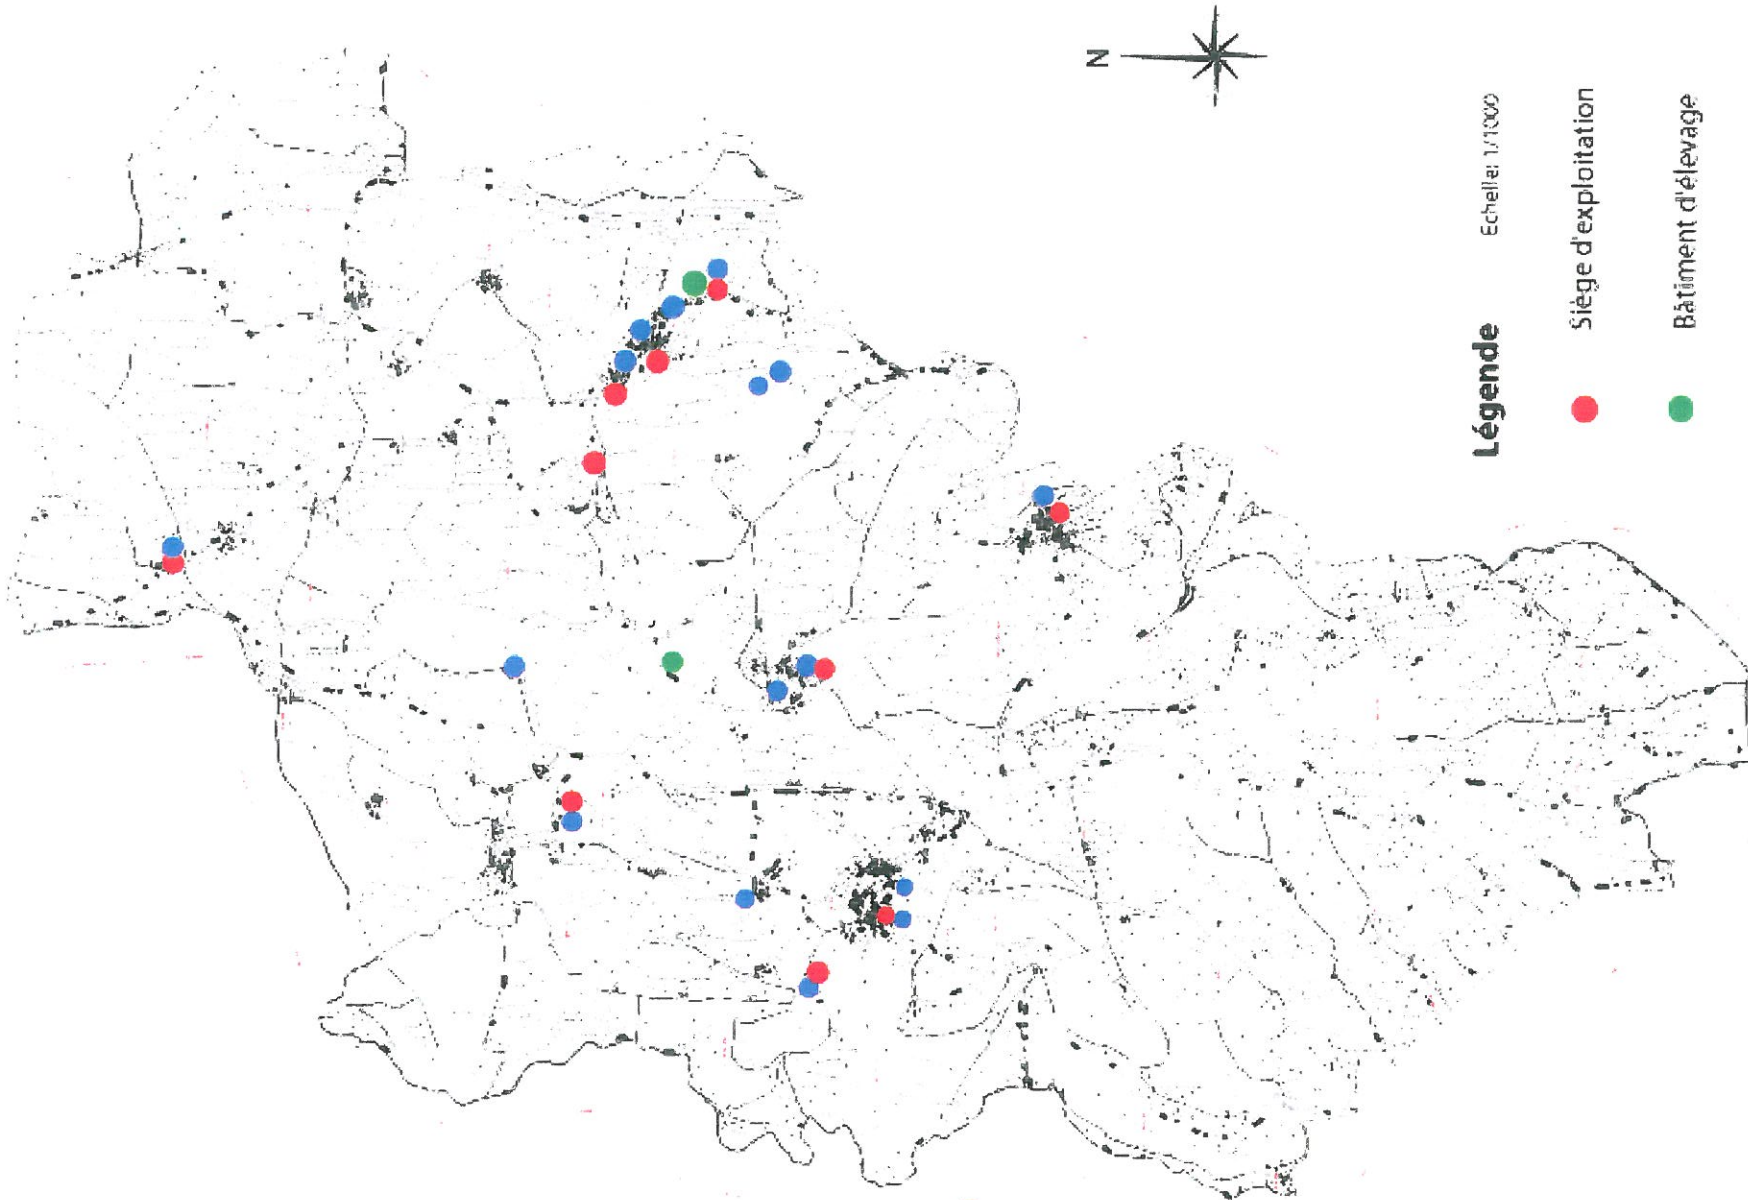 N
Légende
Echelle: 1/1000
Siège d'exploitation
Bâtiment d'élevage